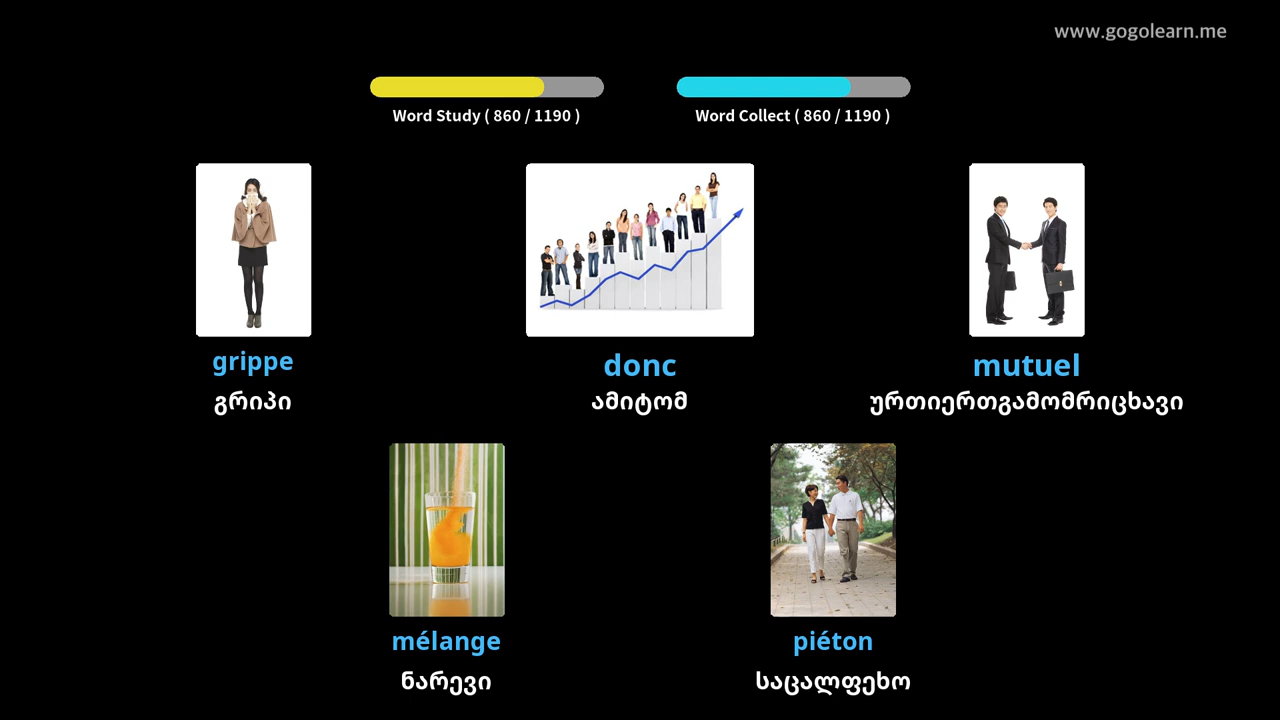 www.gogolearn.me
Word Study ( 860 / 1190 )
Word Collect ( 860 / 1190 )
grippe
გრიპი
donc
ამიტომ
mutuel
ურთიერთგამომრიცხავი
mélange
ნარევი
piéton
საცალფეხო